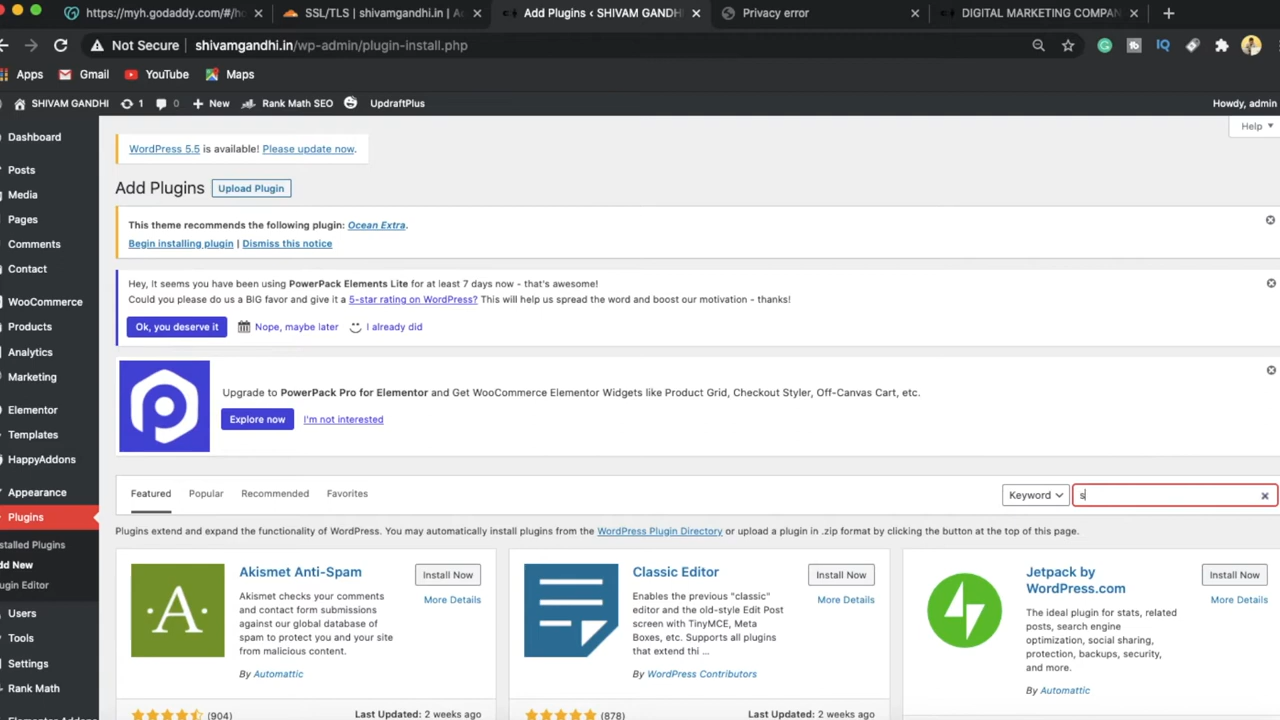 https://myh.godaddy.com/#/ho
SSL/TLS | shivamgandhi.in | Ac
Add Plugins ‹ SHIVAM GANDHI
Privacy error
DIGITAL MARKETING COMPAN
Not Secure
shivamgandhi.in/wp-admin/plugin-install.php
Apps
Gmail
YouTube
Maps
SHIVAM GANDHI
1
0
New
Rank Math SEO
UpdraftPlus
Howdy, admin
Help
Dashboard
Posts
Media
Pages
Comments
Contact
WooCommerce
Products
Analytics
Marketing
Elementor
Templates
HappyAddons
Appearance
Plugins
nstalled Plugins
dd New
lugin Editor
Users
Tools
Settings
Rank Math
WordPress 5.5 is available! Please update now.
Add Plugins
Upload Plugin
This theme recommends the following plugin: Ocean Extra.
Begin installing plugin | Dismiss this notice
Hey, It seems you have been using PowerPack Elements Lite for at least 7 days now - that's awesome!
Could you please do us a BIG favor and give it a 5-star rating on WordPress? This will help us spread the word and boost our motivation - thanks!
Ok, you deserve it
Nope, maybe later
I already did
Upgrade to PowerPack Pro for Elementor and Get WooCommerce Elementor Widgets like Product Grid, Checkout Styler, Off-Canvas Cart, etc.
Explore now
I'm not interested
Featured
Popular
Recommended
Favorites
Keyword
s
Plugins extend and expand the functionality of WordPress. You may automatically install plugins from the WordPress Plugin Directory or upload a plugin in .zip format by clicking the button at the top of this page.
A
Akismet Anti-Spam
Install Now
More Details
Akismet checks your
comments and contact form
submissions
against our global database of
spam to protect you and your site
from malicious content.
By Automattic
(904)
Last Updated: 2 weeks ago
Classic Editor
Install Now
More Details
Enables the previous "classic"
editor and the old-style Edit Post
screen with TinyMCE, Meta
Boxes, etc. Supports all plugins
that extend thi ...
By WordPress Contributors
(878)
Last Updated: 2 weeks ago
Jetpack by
WordPress.com
Install Now
More Details
The ideal plugin for stats, related
posts, search engine
optimization, social sharing,
protection, backups, security,
and more.
By Automattic